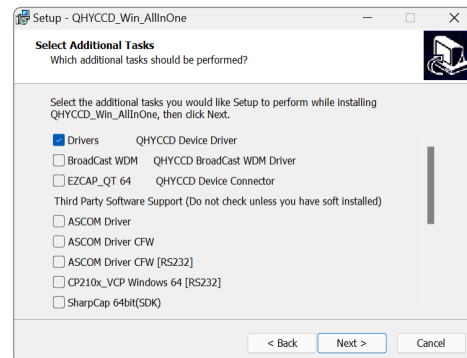 Setup - QHYCCD_Win_AllInOne
Select Additional Tasks
Which additional tasks should be performed?
Select the additional tasks you would like Setup to perform while installing
QHYCCD_Win_AllInOne, then click Next.
Drivers QHYCCD Device Driver
BroadCast WDM QHYCCD BroadCast WDM Driver
EZCAP_QT 64 QHYCCD Device Connector
Third Party Software Support (Do not check unless you have soft installed)
ASCOM Driver
ASCOM Driver CFW
ASCOM Driver CFW [RS232]
CP210x_VCP Windows 64 [RS232]
SharpCap 64bit(SDK)
< Back Next > Cancel